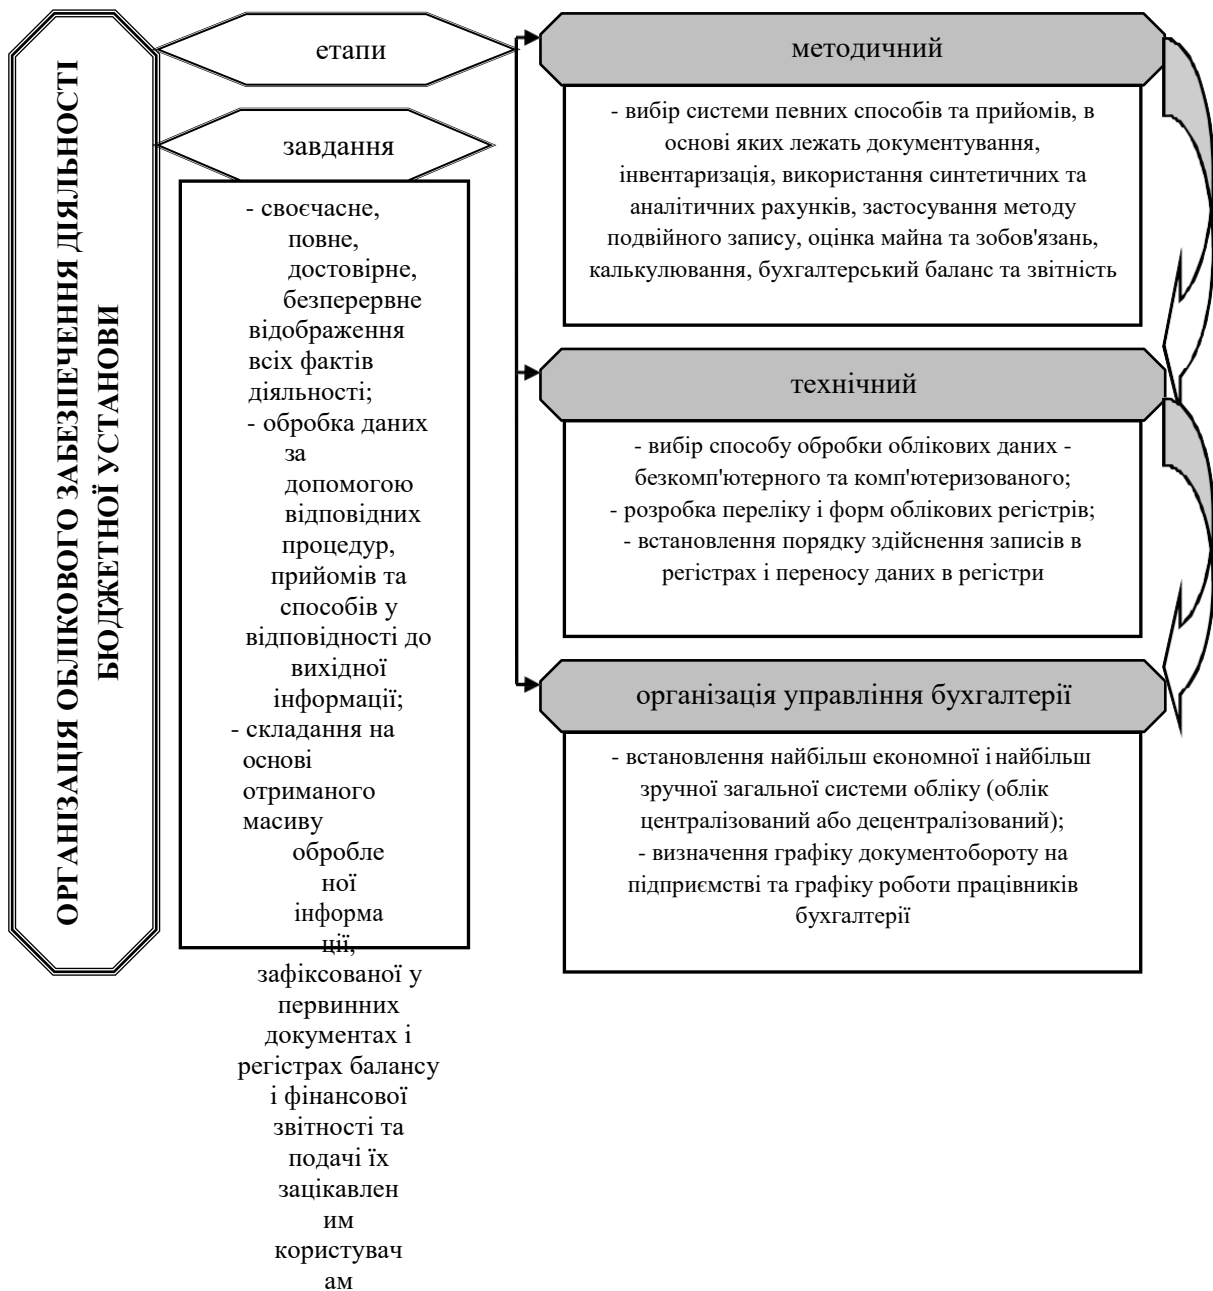 ОРГАНІЗАЦІЯ ОБЛІКОВОГО ЗАБЕЗПЕЧЕННЯ ДІЯЛЬНОСТІ
БЮДЖЕТНОЇ УСТАНОВИ
етапи
завдання
- своєчасне,
повне,
достовірне,
безперервне
відображення
всіх фактів
діяльності;
- обробка даних
за
допомогою
відповідних
процедур,
прийомів та
способів у
відповідності до
вихідної
інформації;
- складання на
основі
отриманого
масиву
обробле
ної
інформа
ції,
зафіксованої у
первинних
документах і
регістрах балансу
і фінансової
звітності та
подачі їх
зацікавлен
им
користувач
ам
методичний
- вибір системи певних способів та прийомів, в
основі яких лежать документування,
інвентаризація, використання синтетичних та
аналітичних рахунків, застосування методу
подвійного запису, оцінка майна та зобов'язань,
калькулювання, бухгалтерський баланс та звітність
технічний
- вибір способу обробки облікових даних -
безкомп'ютерного та комп'ютеризованого;
- розробка переліку і форм облікових регістрів;
- встановлення порядку здійснення записів в
регістрах і переносу даних в регістри
організація управління бухгалтерії
- встановлення найбільш економної і найбільш
зручної загальної системи обліку (облік
централізований або децентралізований);
- визначення графіку документобороту на
підприємстві та графіку роботи працівників
бухгалтерії